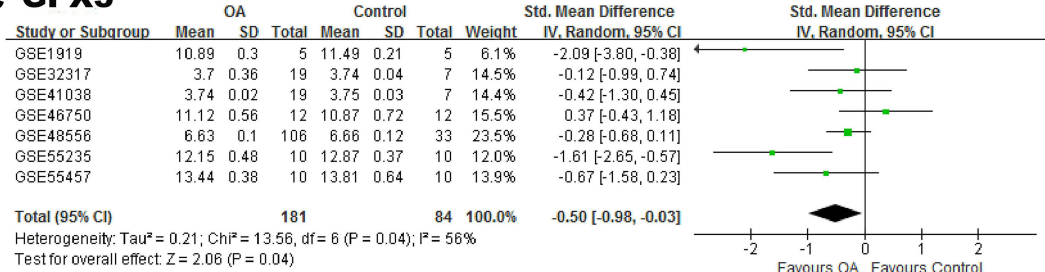 GPX3
OA Control Std. Mean Difference Std. Mean Difference
Study or Subgroup Mean SD Total Mean SD Total Weight IV, Random, 95% CI IV, Random, 95% CI
GSE1919 10.89 0.3 5 11.49 0.21 5 6.1% -2.09 [-3.80, -0.38]
GSE32317 3.7 0.36 19 3.74 0.04 7 14.5% -0.12 [-0.99, 0.74]
GSE41038 3.74 0.02 19 3.75 0.03 7 14.4% -0.42 [-1.30, 0.45]
GSE46750 11.12 0.56 12 10.87 0.72 12 15.5% 0.37 [-0.43, 1.18]
GSE48556 6.63 0.1 106 6.66 0.12 33 23.5% -0.28 [-0.68, 0.11]
GSE55235 12.15 0.48 10 12.87 0.37 10 12.0% -1.61 [-2.65, -0.57]
GSE55457 13.44 0.38 10 13.81 0.64 10 13.9% -0.67 [-1.58, 0.23]
Total (95% CI) 181 84 100.0% -0.50 [-0.98, -0.03]
Heterogeneity: Tau² = 0.21; Chi² = 13.56, df = 6 (P = 0.04); I² = 56%
Test for overall effect: Z = 2.06 (P = 0.04)
-2 -1 0 1 2
Favours OA Favours Control